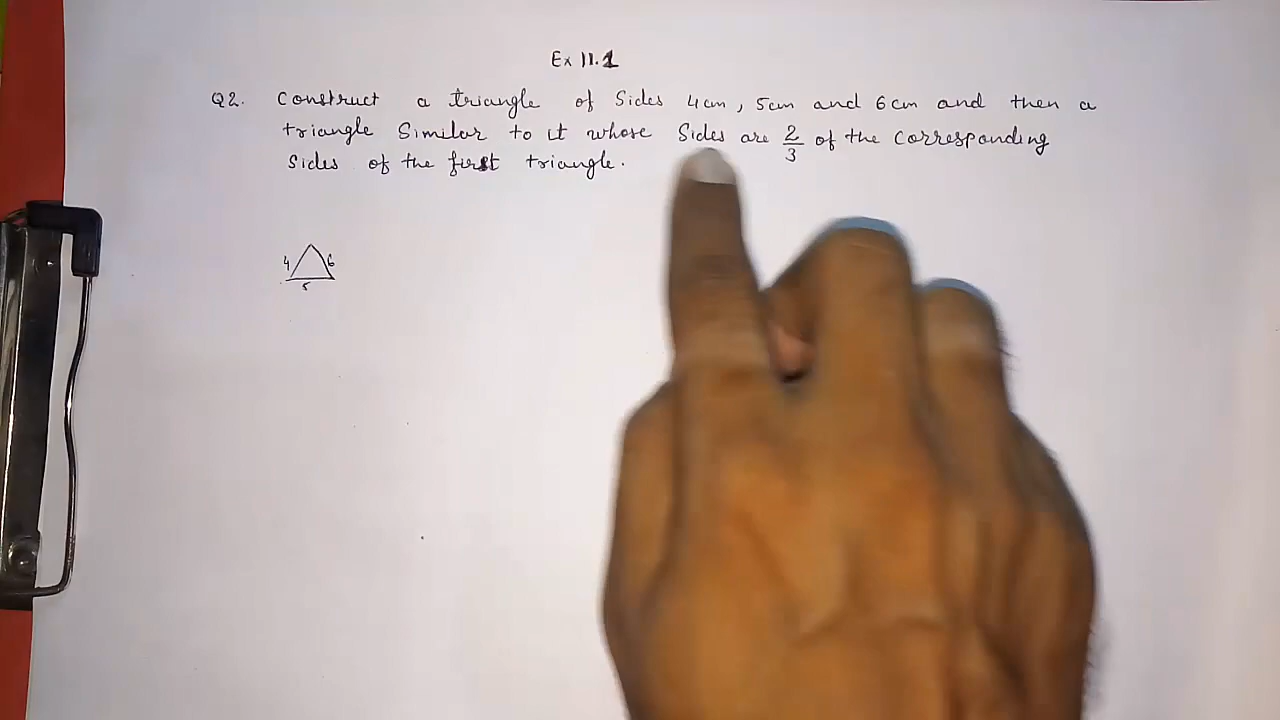 Ex 11.1
Q2. Construct a triangle of Sides 4cm, 5cm and 6cm and then a
triangle Similar to it whose Sides are 2/3 of the Corresponding
Sides of the first triangle.
4 6
5